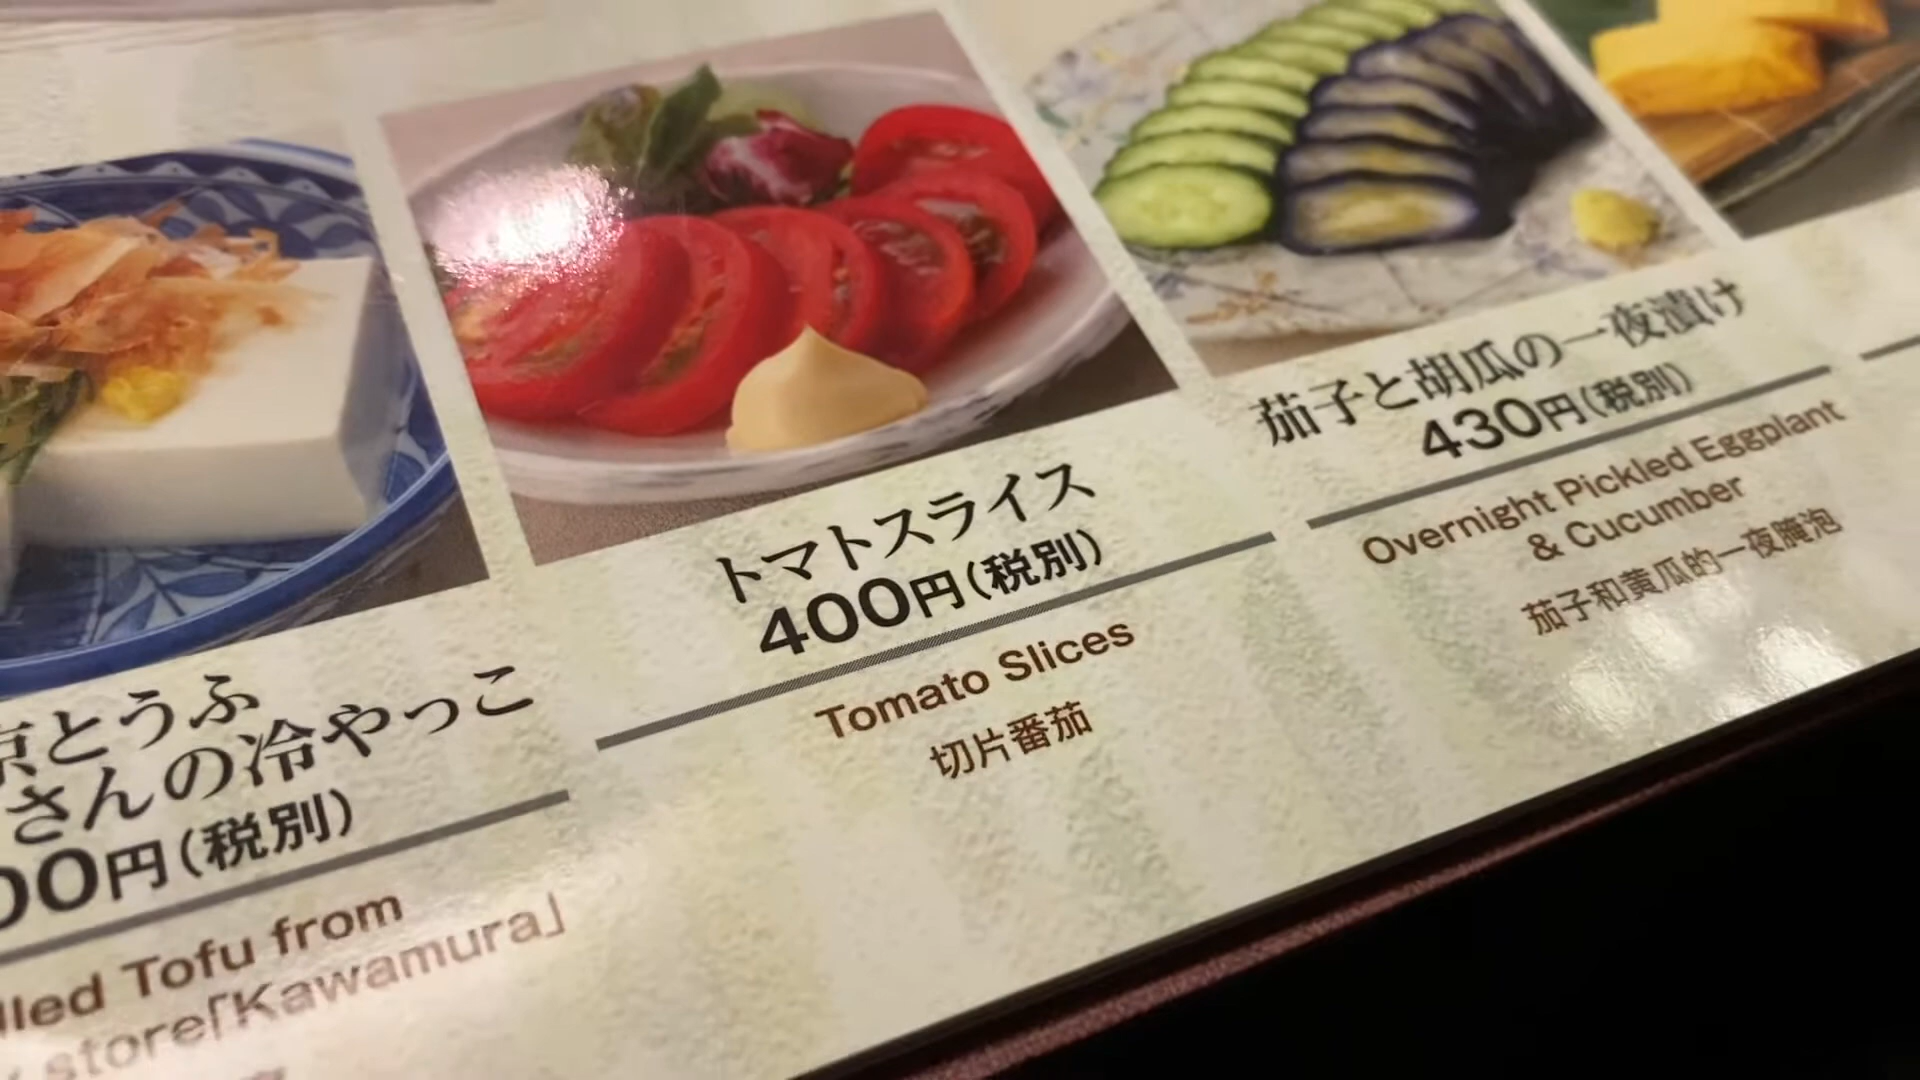 京とうふ
さんの冷やっこ
00円(税別)
lled Tofu from
store「Kawamura」
トマトスライス
400円(税別)
Tomato Slices
切片番茄
茄子と胡瓜の一夜漬け
430円(税別)
Overnight Pickled Eggplant
& Cucumber
茄子和黄瓜的一夜腌泡